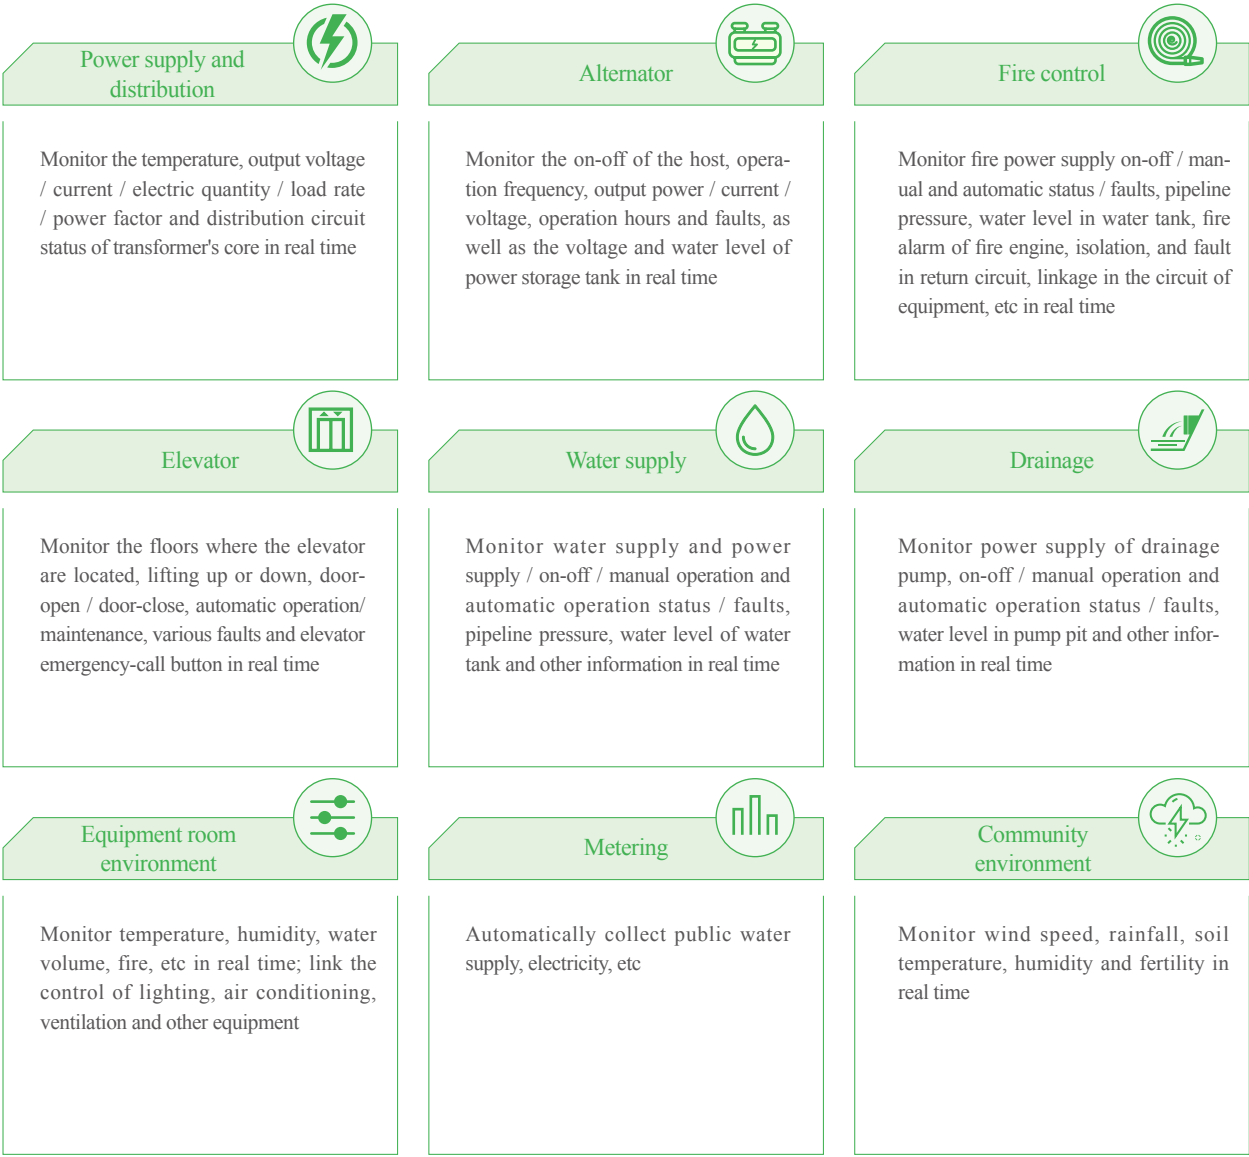 Power supply and
distribution
Monitor the temperature, output voltage
/ current / electric quantity / load rate
/ power factor and distribution circuit
status of transformer's core in real time
Alternator
Monitor the on-off of the host, opera-
tion frequency, output power / current /
voltage, operation hours and faults, as
well as the voltage and water level of
power storage tank in real time
Fire control
Monitor fire power supply on-off / man-
ual and automatic status / faults, pipeline
pressure, water level in water tank, fire
alarm of fire engine, isolation, and fault
in return circuit, linkage in the circuit of
equipment, etc in real time
Elevator
Monitor the floors where the elevator
are located, lifting up or down, door-
open / door-close, automatic operation/
maintenance, various faults and elevator
emergency-call button in real time
Water supply
Monitor water supply and power
supply / on-off / manual operation and
automatic operation status / faults,
pipeline pressure, water level of water
tank and other information in real time
Drainage
Monitor power supply of drainage
pump, on-off / manual operation and
automatic operation status / faults,
water level in pump pit and other infor-
mation in real time
Equipment room
environment
Monitor temperature, humidity, water
volume, fire, etc in real time; link the
control of lighting, air conditioning,
ventilation and other equipment
Metering
Automatically collect public water
supply, electricity, etc
Community
environment
Monitor wind speed, rainfall, soil
temperature, humidity and fertility in
real time